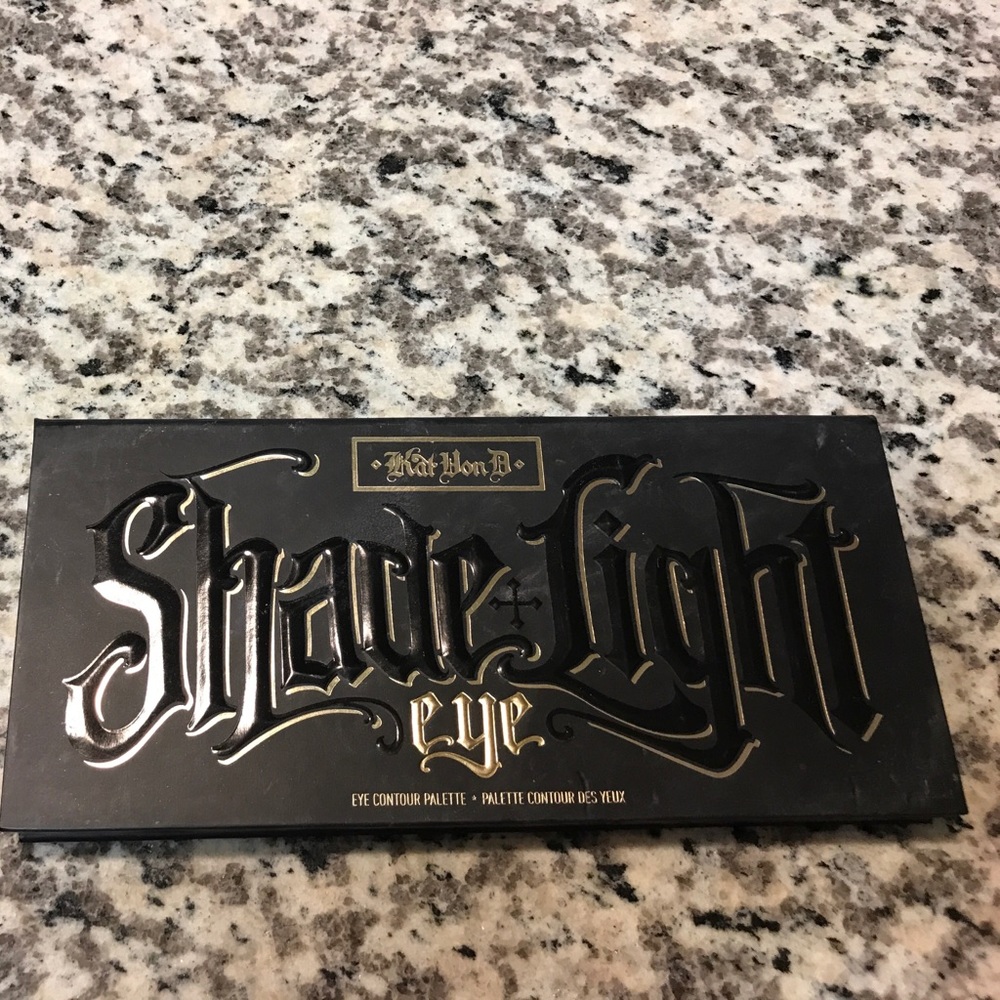 Kat Von D
Shade + Light
eye
EYE CONTOUR PALETTE • PALETTE CONTOUR DES YEUX